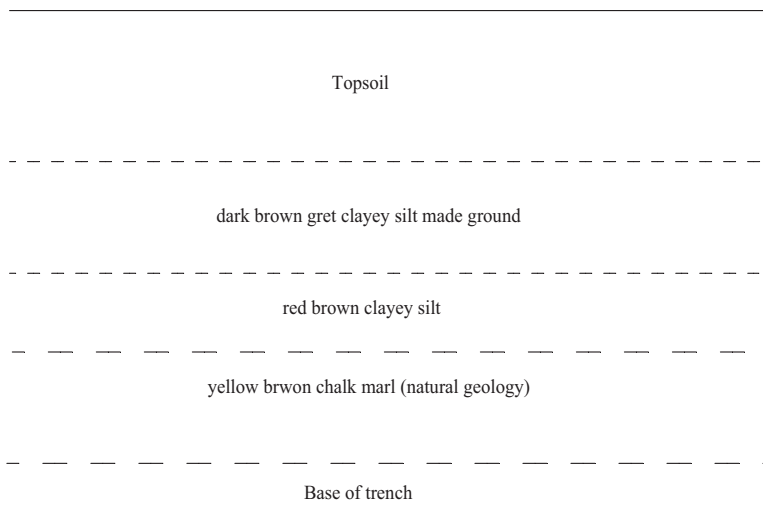 Topsoil
dark brown gret clayey silt made ground
red brown clayey silt
yellow brwon chalk marl (natural geology)
Base of trench